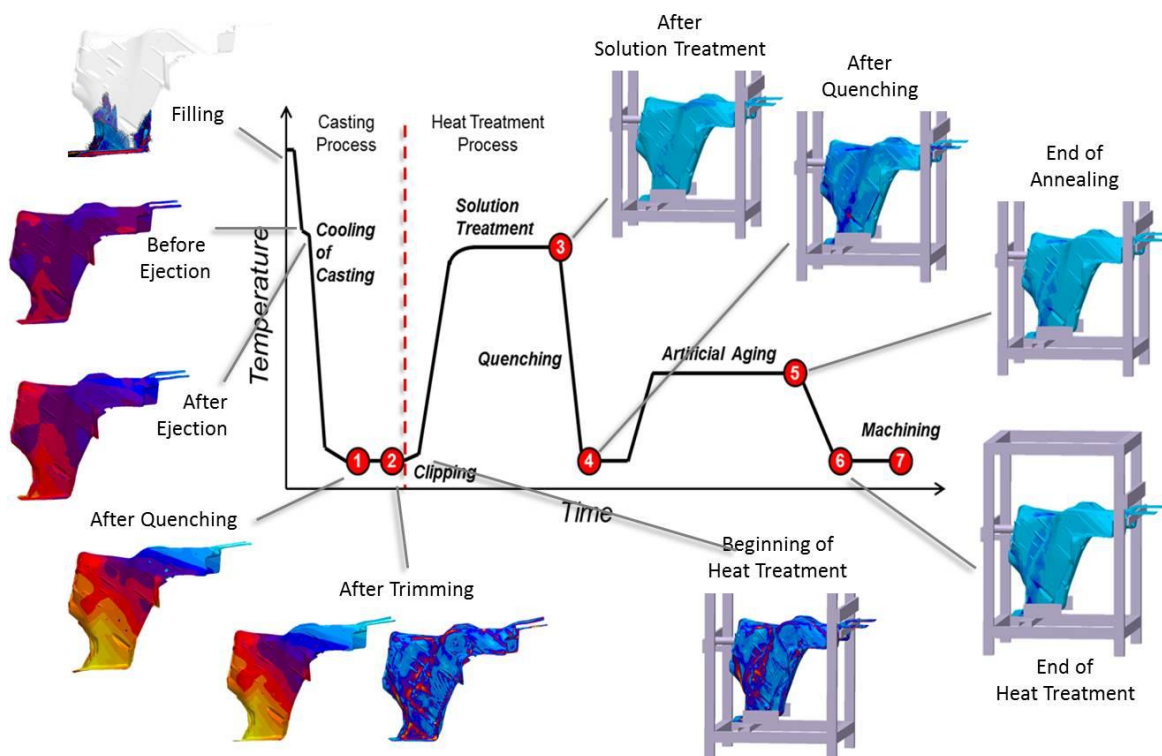 After
Solution Treatment
After
Quenching
Filling
Casting
Process
Heat Treatment
Process
End of
Annealing
Solution
Treatment
Before
Ejection
Cooling
of
Casting
3
Temperature
Quenching
Artificial Aging
5
After
Ejection
Machining
1
2
4
6
7
Clipping
Time
After Quenching
Beginning of
Heat Treatment
After Trimming
End of
Heat Treatment